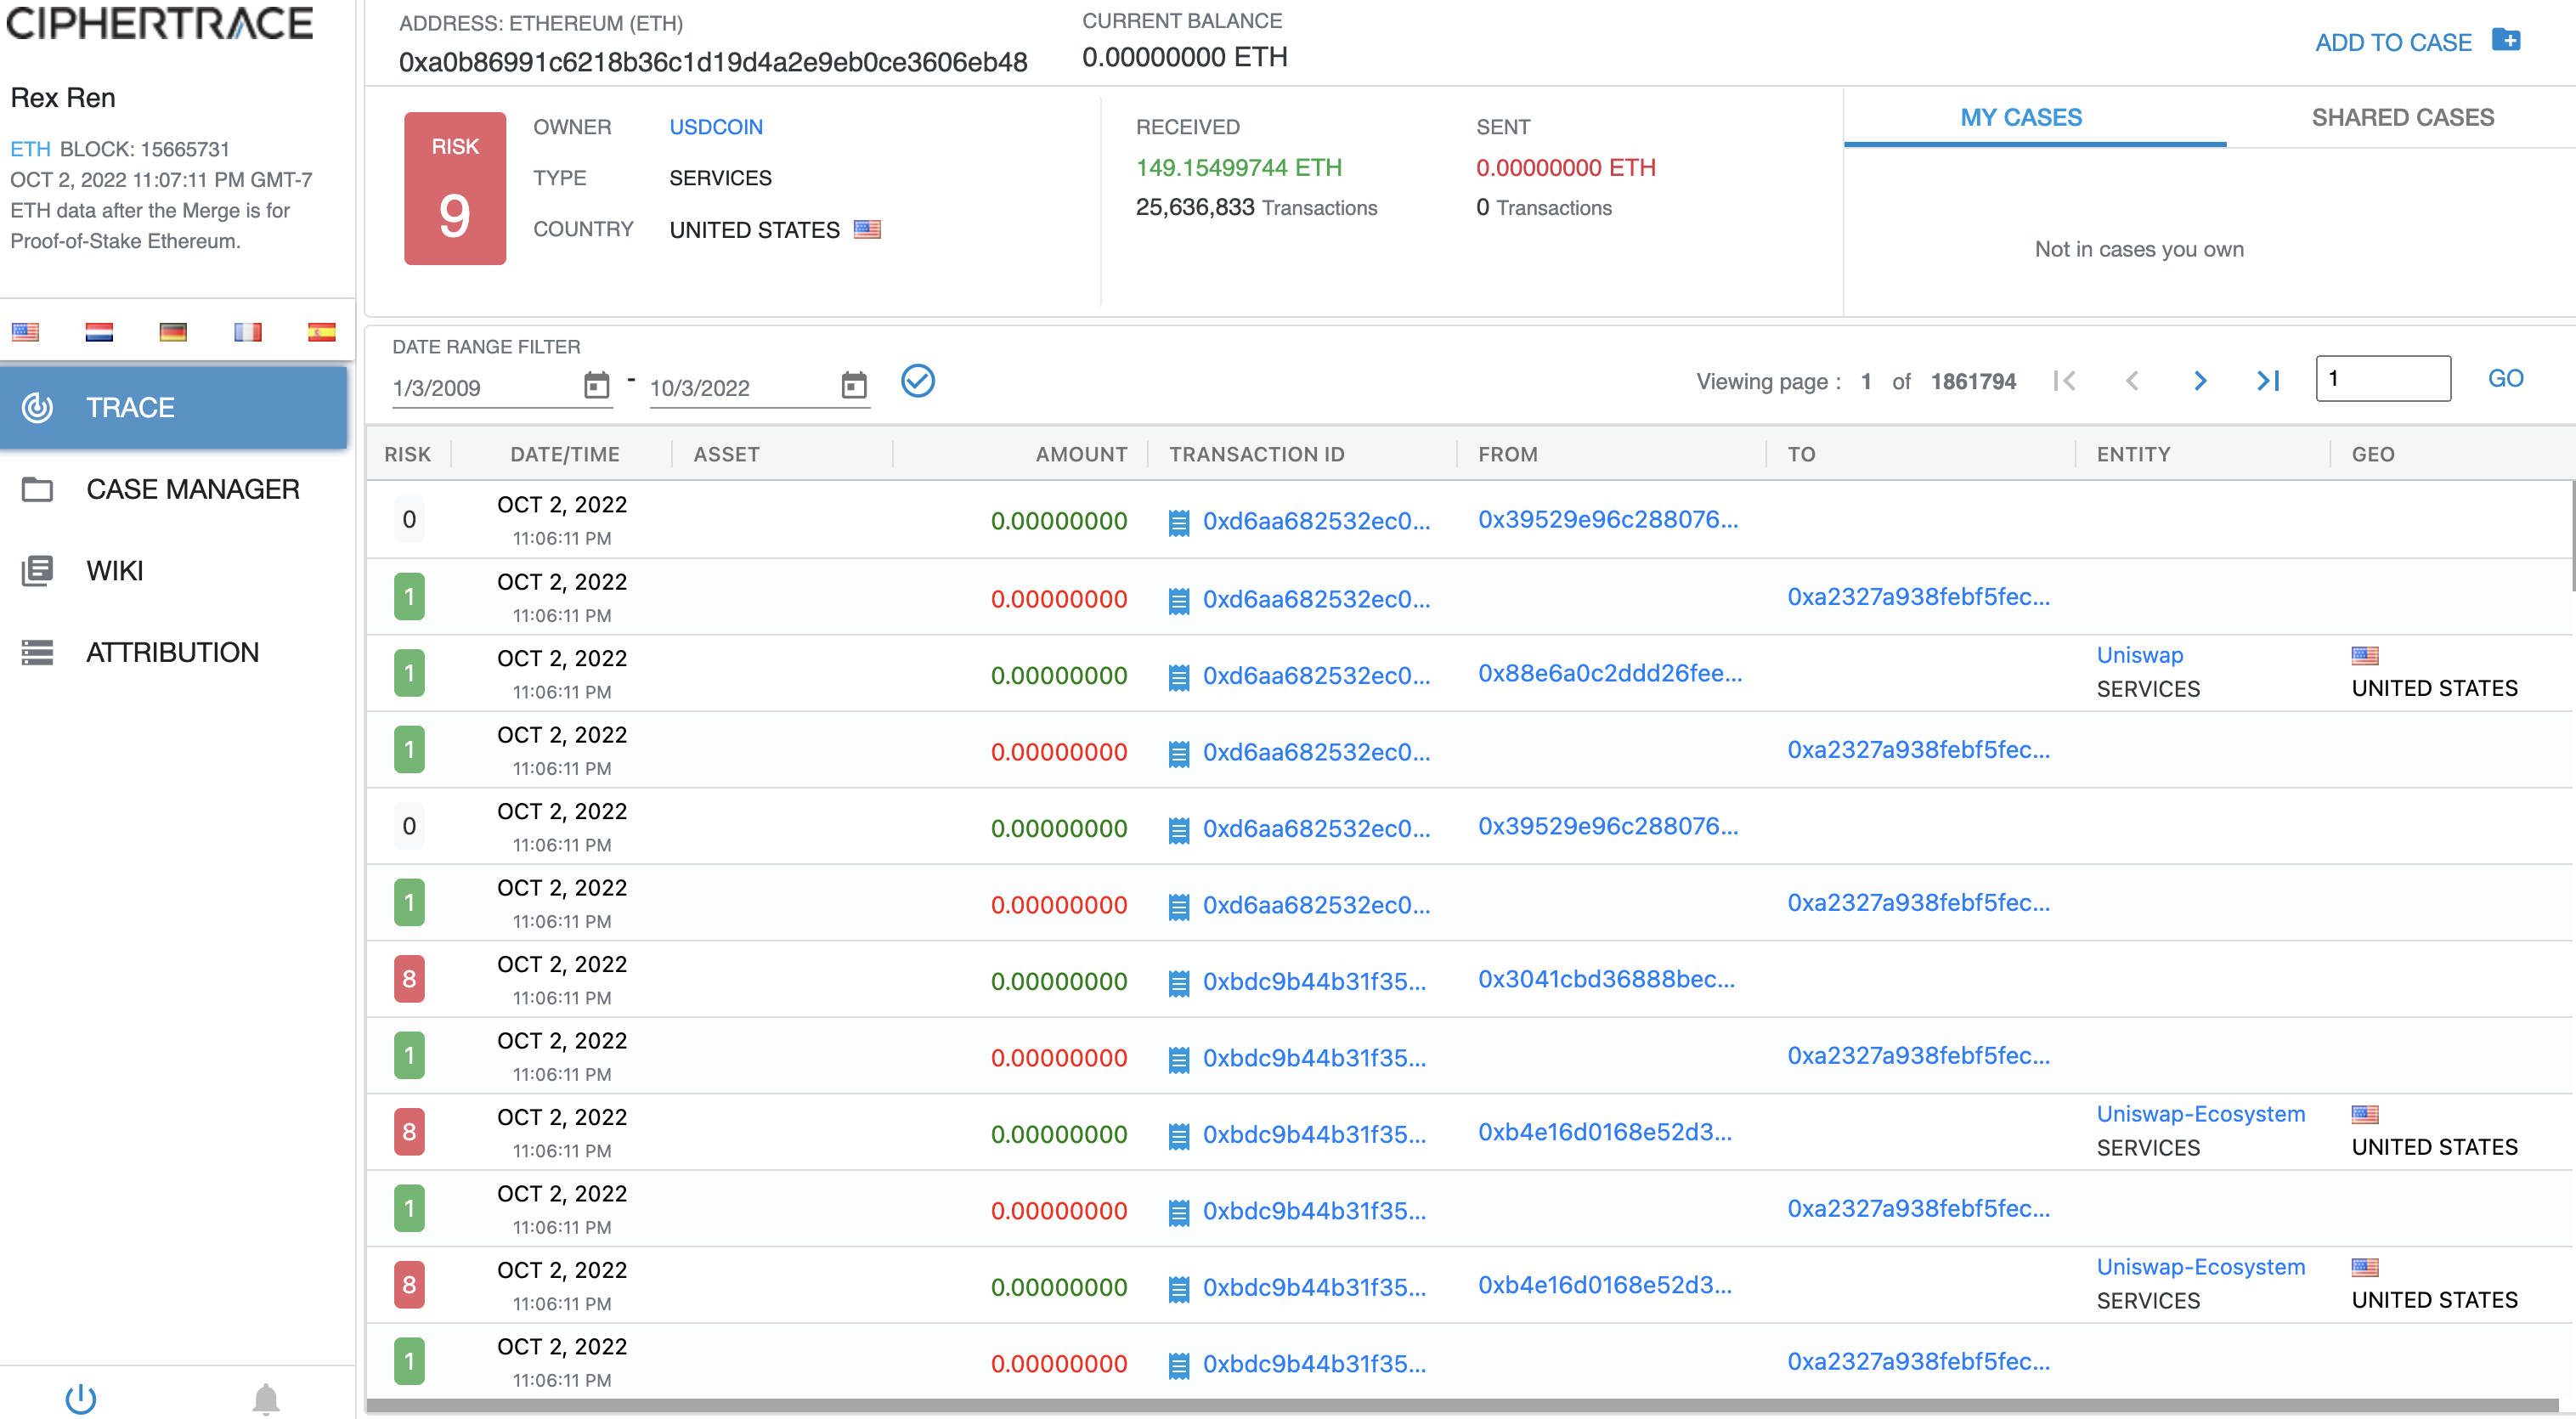 CIPHERTRACE
Rex Ren
ETH BLOCK: 15665731
OCT 2, 2022 11:07:11 PM GMT-7
ETH data after the Merge is for
Proof-of-Stake Ethereum.
TRACE
CASE MANAGER
WIKI
ATTRIBUTION
ADDRESS: ETHEREUM (ETH)
0xa0b86991c6218b36c1d19d4a2e9eb0ce3606eb48
CURRENT BALANCE
0.00000000 ETH
ADD TO CASE
RISK
9
OWNER USDCOIN
TYPE SERVICES
COUNTRY UNITED STATES
RECEIVED
149.15499744 ETH
25,636,833 Transactions
SENT
0.00000000 ETH
0 Transactions
MY CASES SHARED CASES
Not in cases you own
DATE RANGE FILTER
1/3/2009 - 10/3/2022
Viewing page : 1 of 1861794 1 GO
RISK DATE/TIME ASSET AMOUNT TRANSACTION ID FROM TO ENTITY GEO
0 OCT 2, 2022 0.00000000 0xd6aa682532ec0... 0x39529e96c288076...
11:06:11 PM
1 OCT 2, 2022 0.00000000 0xd6aa682532ec0... 0xa2327a938febf5fec...
11:06:11 PM
1 OCT 2, 2022 0.00000000 0xd6aa682532ec0... 0x88e6a0c2ddd26fee... Uniswap
11:06:11 PM SERVICES UNITED STATES
1 OCT 2, 2022 0.00000000 0xd6aa682532ec0... 0xa2327a938febf5fec...
11:06:11 PM
0 OCT 2, 2022 0.00000000 0xd6aa682532ec0... 0x39529e96c288076...
11:06:11 PM
1 OCT 2, 2022 0.00000000 0xd6aa682532ec0... 0xa2327a938febf5fec...
11:06:11 PM
8 OCT 2, 2022 0.00000000 0xbdc9b44b31f35... 0x3041cbd36888bec...
11:06:11 PM
1 OCT 2, 2022 0.00000000 0xbdc9b44b31f35... 0xa2327a938febf5fec...
11:06:11 PM
8 OCT 2, 2022 0.00000000 0xbdc9b44b31f35... 0xb4e16d0168e52d3... Uniswap-Ecosystem
11:06:11 PM SERVICES UNITED STATES
1 OCT 2, 2022 0.00000000 0xbdc9b44b31f35... 0xa2327a938febf5fec...
11:06:11 PM
8 OCT 2, 2022 0.00000000 0xbdc9b44b31f35... 0xb4e16d0168e52d3... Uniswap-Ecosystem
11:06:11 PM SERVICES UNITED STATES
1 OCT 2, 2022 0.00000000 0xbdc9b44b31f35... 0xa2327a938febf5fec...
11:06:11 PM